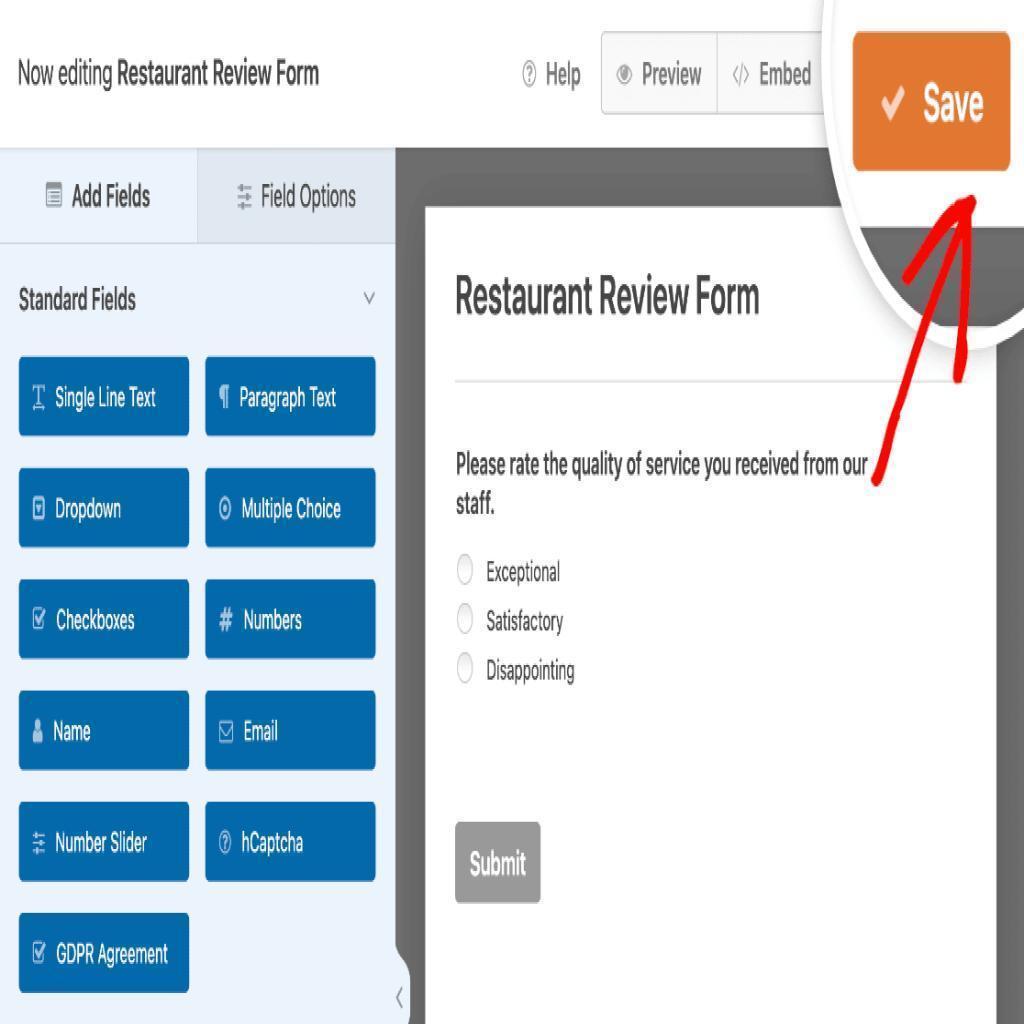 Now editing Restaurant Review Form
Help
Preview
Embed
Save
Add Fields
Field Options
Standard Fields
Single Line Text
Paragraph Text
Dropdown
Multiple Choice
Checkboxes
Numbers
Name
Email
Number Slider
hCaptcha
GDPR Agreement
Restaurant Review Form
Please rate the quality of service you received from our
staff.
Exceptional
Satisfactory
Disappointing
Submit